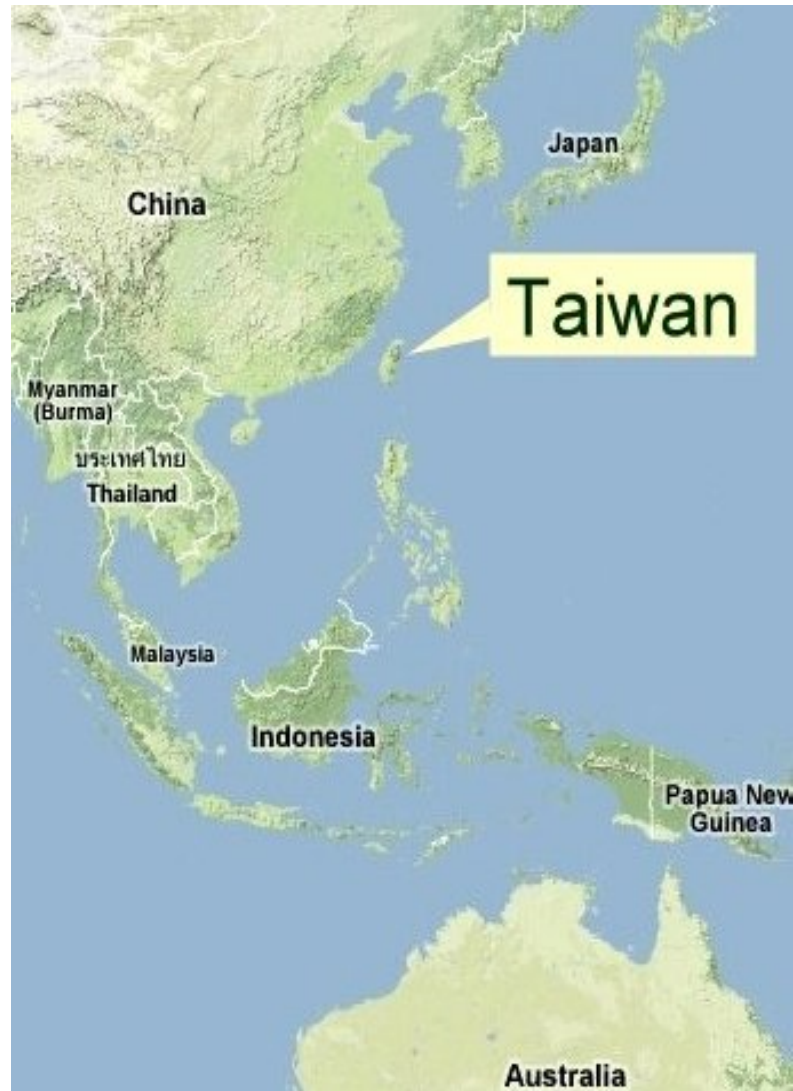 Japan
China
Taiwan
Myanmar
(Burma)
ประเทศไทย
Thailand
Malaysia
Indonesia
Papua New
Guinea
Australia